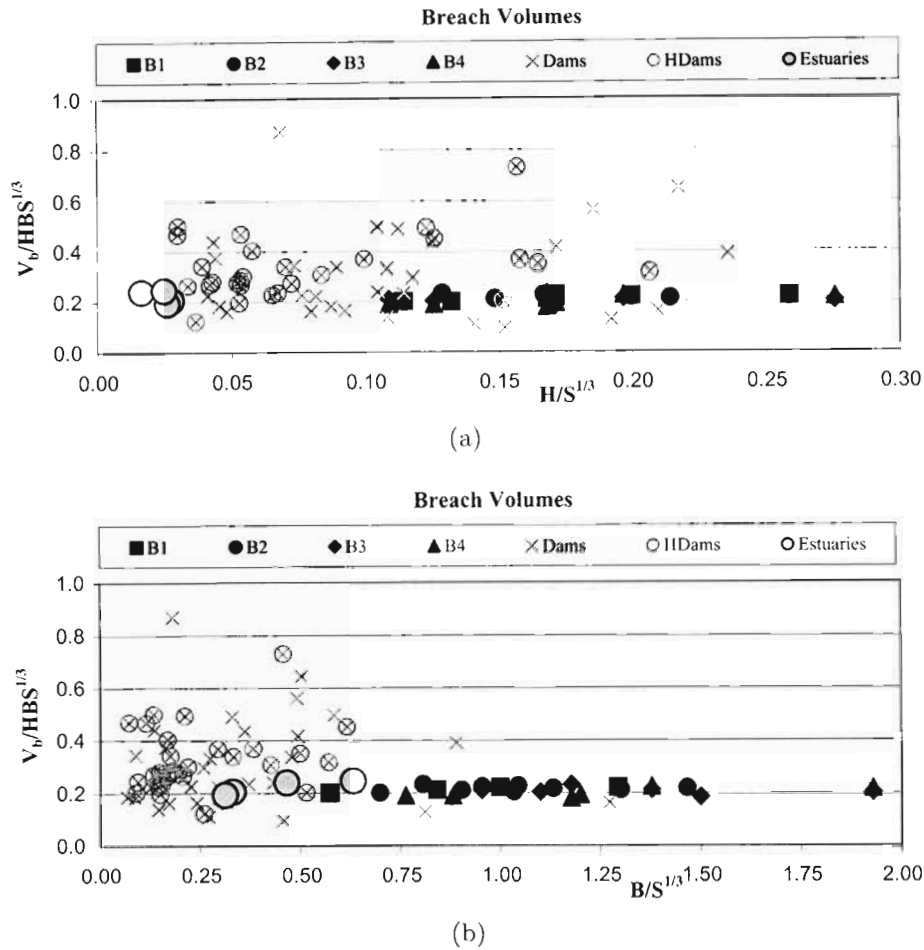 Breach Volumes
B1 B2 B3 B4 Dams HDams Estuaries
1.0
0.8
0.6
0.4
0.2
0.0
V_b/HBS^{1/3}
0.00 0.05 0.10 0.15 0.20 0.25 0.30
H/S^{1/3}
(a)
Breach Volumes
B1 B2 B3 B4 Dams HDams Estuaries
1.0
0.8
0.6
0.4
0.2
0.0
V_b/HBS^{1/3}
0.00 0.25 0.50 0.75 1.00 1.25 1.50 1.75 2.00
B/S^{1/3}
(b)